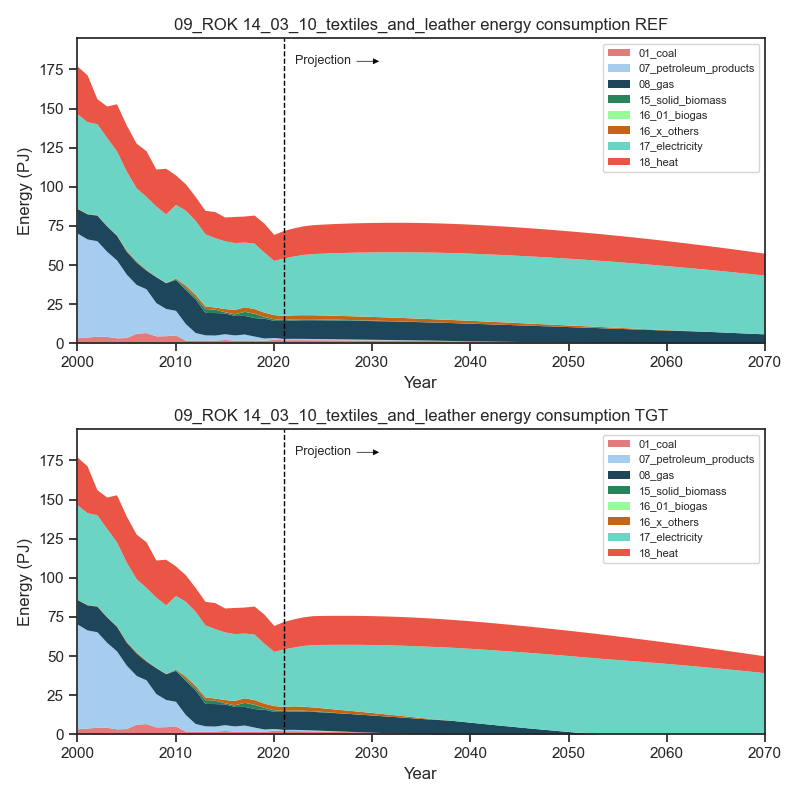 09_ROK 14_03_10_textiles_and_leather energy consumption REF
Energy (PJ)
175
150
125
100
75
50
25
0
Projection
01_coal
07_petroleum_products
08_gas
15_solid_biomass
16_01_biogas
16_x_others
17_electricity
18_heat
2000 2010 2020 2030 2040 2050 2060 2070
Year
09_ROK 14_03_10_textiles_and_leather energy consumption TGT
Energy (PJ)
175
150
125
100
75
50
25
0
Projection
01_coal
07_petroleum_products
08_gas
15_solid_biomass
16_01_biogas
16_x_others
17_electricity
18_heat
2000 2010 2020 2030 2040 2050 2060 2070
Year